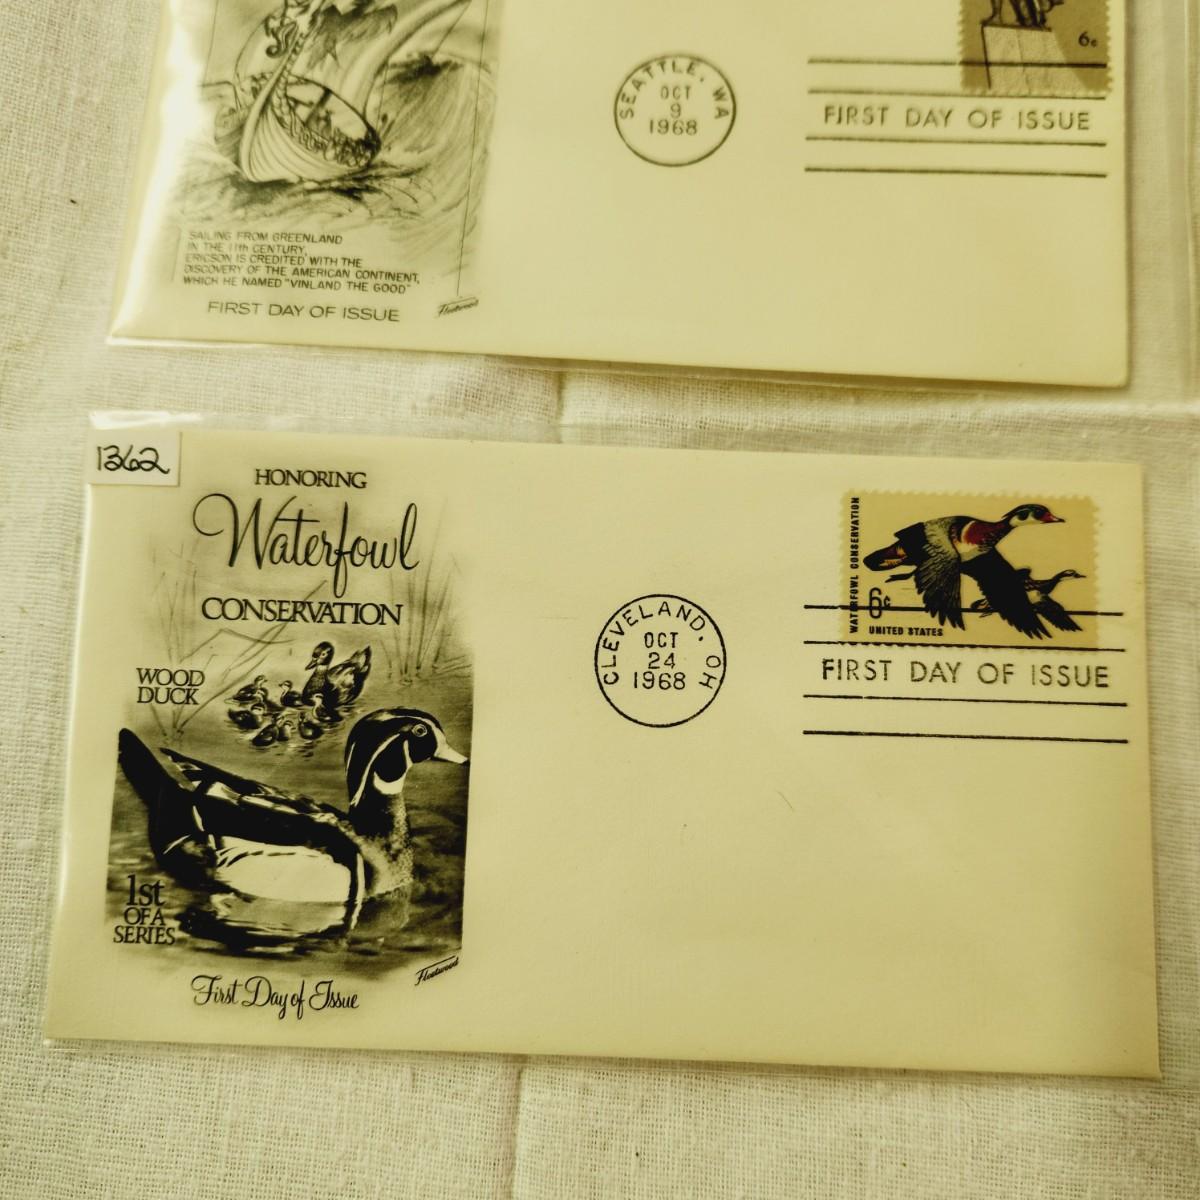 6c
SEATTLE, WA
OCT
9
1968
FIRST DAY OF ISSUE
SAILING FROM GREENLAND
IN THE 11th CENTURY,
ERICSON IS CREDITED WITH THE
DISCOVERY OF THE AMERICAN CONTINENT,
WHICH HE NAMED "VINLAND THE GOOD"
FIRST DAY OF ISSUE
Fleetwood
1362
HONORING
Waterfowl
CONSERVATION
WOOD
DUCK
1st
OF A
SERIES
Fleetwood
First Day of Issue
CLEVELAND, OH
OCT
24
1968
WATERFOWL CONSERVATION
6c
UNITED STATES
FIRST DAY OF ISSUE